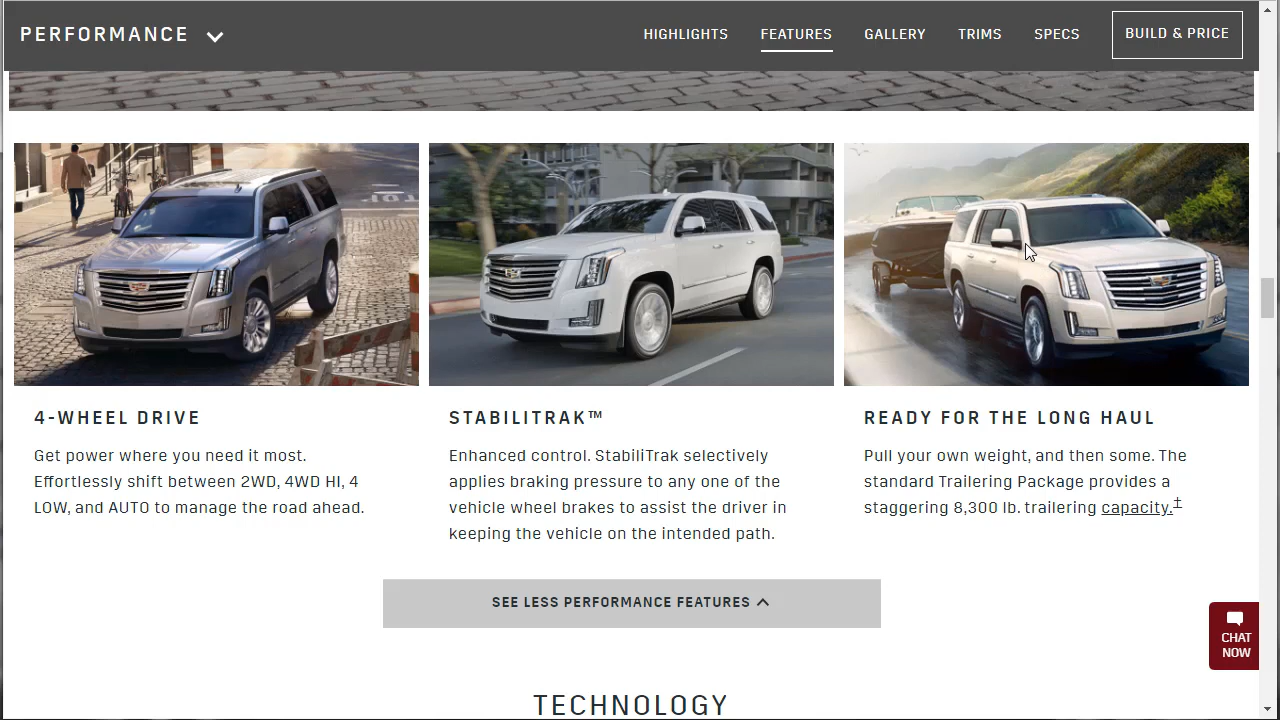 PERFORMANCE
HIGHLIGHTS
FEATURES
GALLERY
TRIMS
SPECS
BUILD & PRICE
4-WHEEL DRIVE
Get power where you need it most.
Effortlessly shift between 2WD, 4WD HI, 4
LOW, and AUTO to manage the road ahead.
STABILITRAK™
Enhanced control. StabiliTrak selectively
applies braking pressure to any one of the
vehicle wheel brakes to assist the driver in
keeping the vehicle on the intended path.
READY FOR THE LONG HAUL
Pull your own weight, and then some. The
standard Trailering Package provides a
staggering 8,300 lb. trailering capacity.‡
SEE LESS PERFORMANCE FEATURES
CHAT
NOW
TECHNOLOGY